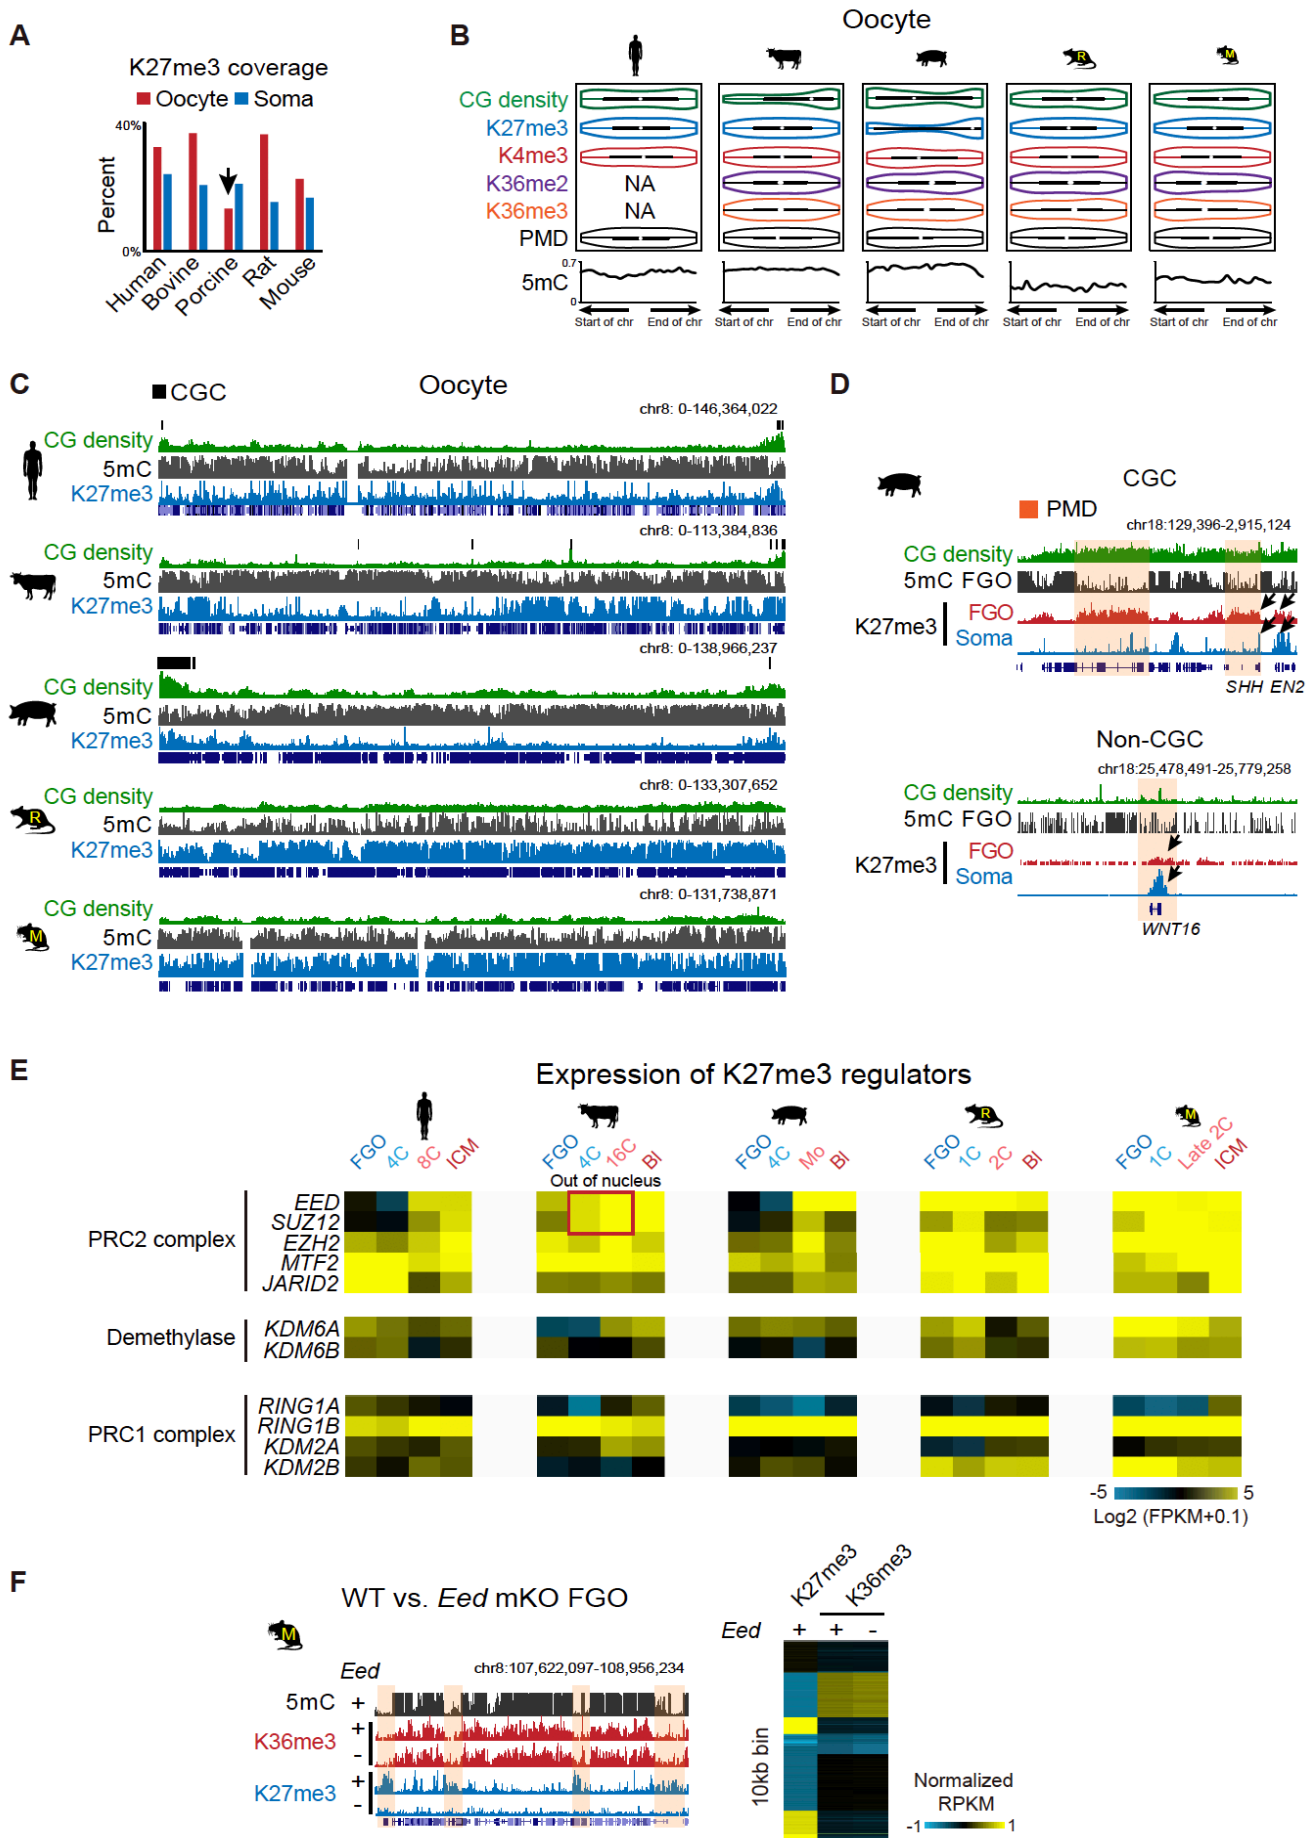 A
K27me3 coverage
Oocyte Soma
40%
Percent
0%
Human
Bovine
Porcine
Rat
Mouse
B
Oocyte
R
M
CG density
K27me3
K4me3
K36me2
NA
K36me3
NA
PMD
0.7
5mC
0
Start of chr End of chr Start of chr End of chr Start of chr End of chr Start of chr End of chr Start of chr End of chr
C
CGC
Oocyte
chr8: 0-146,364,022
CG density
5mC
K27me3
chr8: 0-113,384,836
CG density
5mC
K27me3
chr8: 0-138,966,237
CG density
5mC
K27me3
chr8: 0-133,307,652
CG density
R
5mC
K27me3
chr8: 0-131,738,871
CG density
M
5mC
K27me3
D
CGC
PMD
chr18:129,396-2,915,124
CG density
5mC FGO
K27me3
FGO
Soma
SHH EN2
Non-CGC
chr18:25,478,491-25,779,258
CG density
5mC FGO
K27me3
FGO
Soma
WNT16
E
Expression of K27me3 regulators
R
M
FGO 4C 8C ICM
FGO 4C 16C Bl
FGO 4C Mo Bl
FGO 1C 2C Bl
FGO 1C Late 2C ICM
Out of nucleus
PRC2 complex
EED
SUZ12
EZH2
MTF2
JARID2
Demethylase
KDM6A
KDM6B
PRC1 complex
RING1A
RING1B
KDM2A
KDM2B
-5 5
Log2 (FPKM+0.1)
F
WT vs. Eed mKO FGO
M
Eed
chr8:107,622,097-108,956,234
5mC +
K36me3
+
-
K27me3
+
-
K27me3
K36me3
Eed + + -
10kb bin
Normalized
RPKM
-1 1